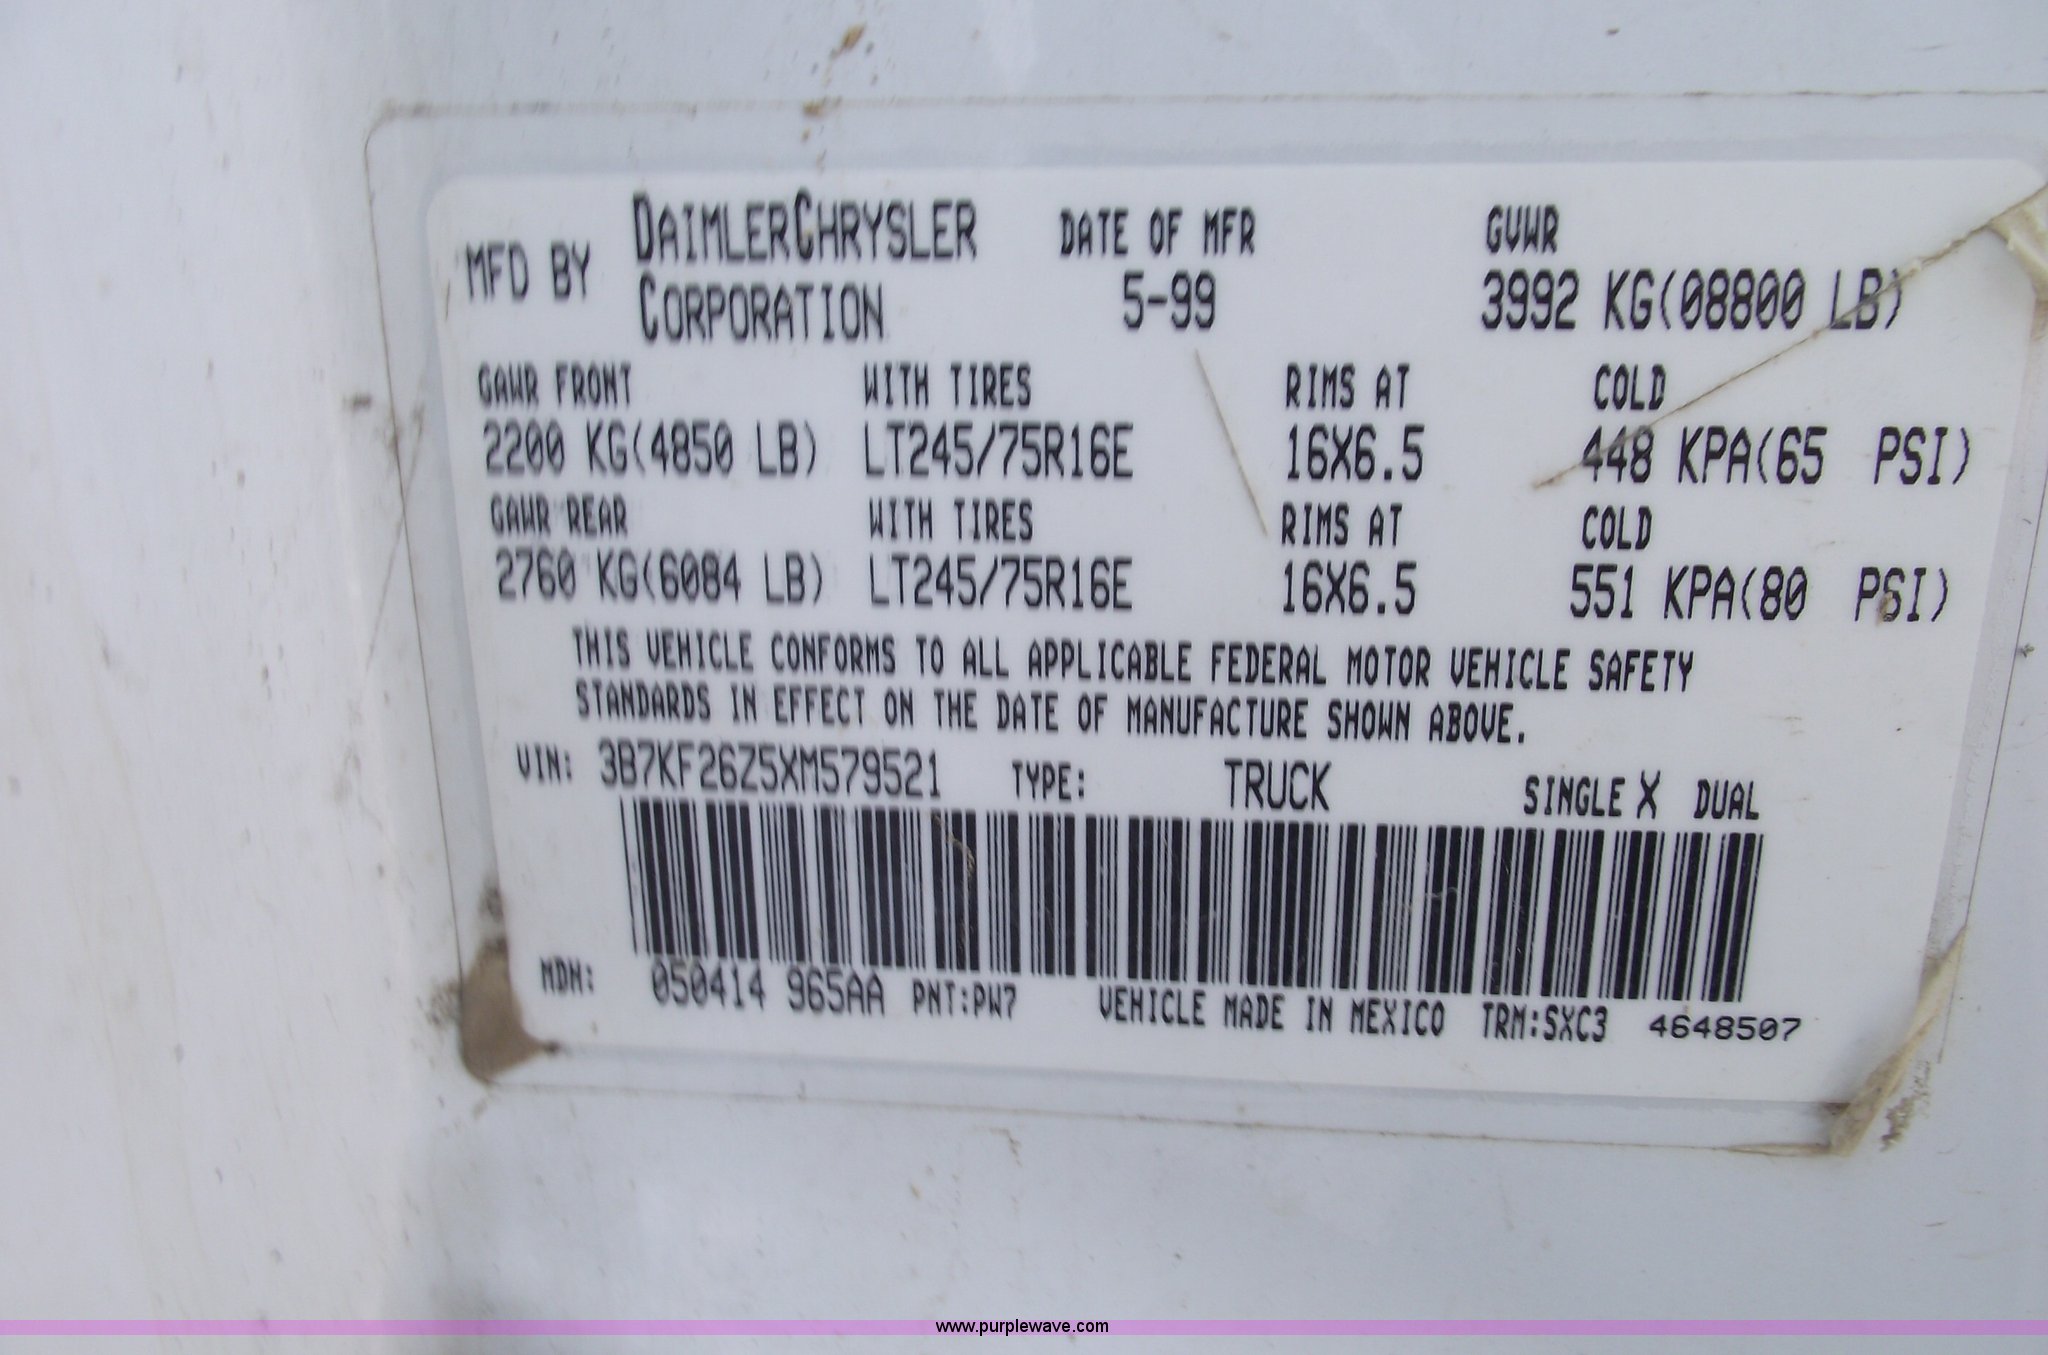 MFD BY DAIMLERCHRYSLER CORPORATION DATE OF MFR 5-99 GVWR 3992 KG(08800 LB)
GAWR FRONT WITH TIRES RIMS AT COLD
2200 KG(4850 LB) LT245/75R16E 16X6.5 448 KPA(65 PSI)
GAWR REAR WITH TIRES RIMS AT COLD
2760 KG(6084 LB) LT245/75R16E 16X6.5 551 KPA(80 PSI)
THIS VEHICLE CONFORMS TO ALL APPLICABLE FEDERAL MOTOR VEHICLE SAFETY
STANDARDS IN EFFECT ON THE DATE OF MANUFACTURE SHOWN ABOVE.
VIN: 3B7KF26Z5XM579521 TYPE: TRUCK SINGLE X DUAL
MDH: 050414 965AA PNT:PW7 VEHICLE MADE IN MEXICO TRM:SXC3 4648507
www.purplewave.com